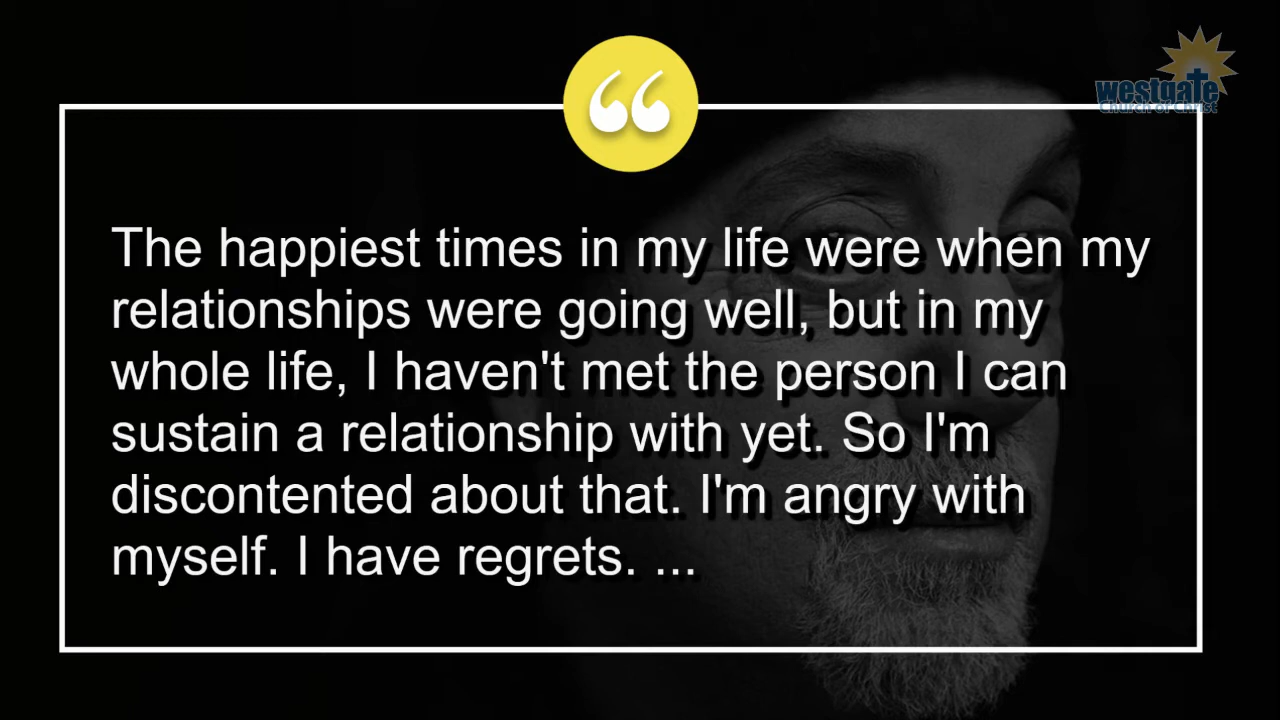 westgate
Church of Christ
The happiest times in my life were when my
relationships were going well, but in my
whole life, I haven't met the person I can
sustain a relationship with yet. So I'm
discontented about that. I'm angry with
myself. I have regrets. ...